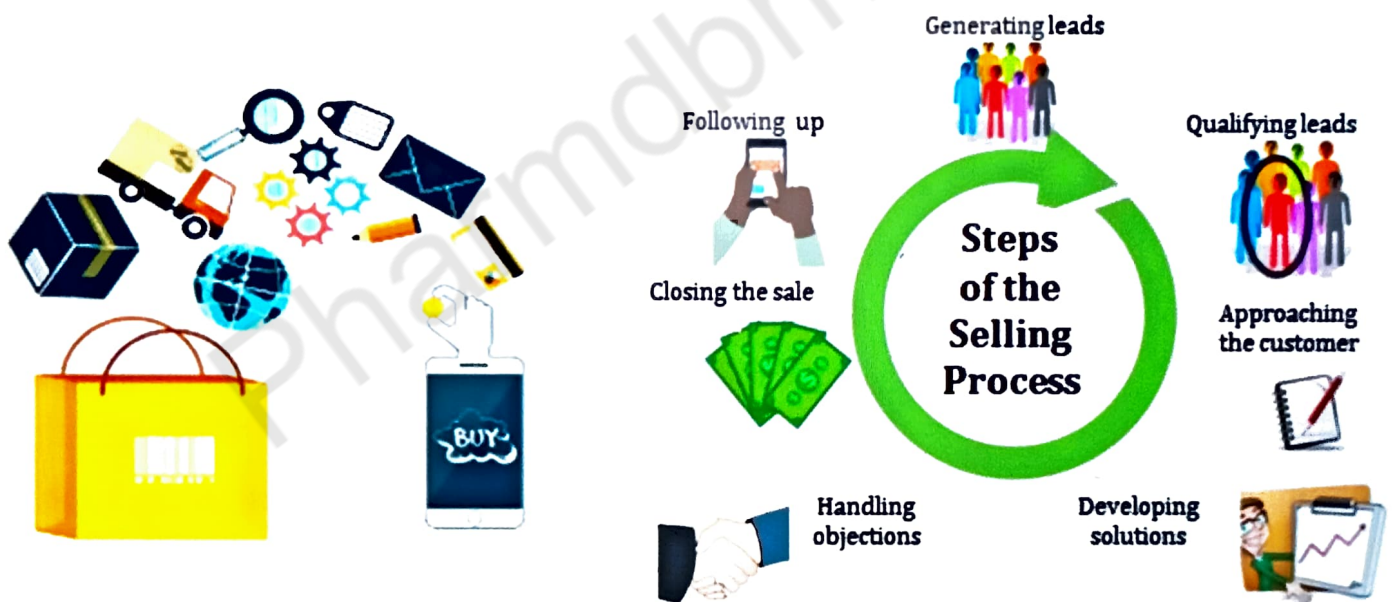 Generating leads
Qualifying leads
Approaching
the customer
Developing
solutions
Handling
objections
Closing the sale
Following up
Steps
of the
Selling
Process
BUY